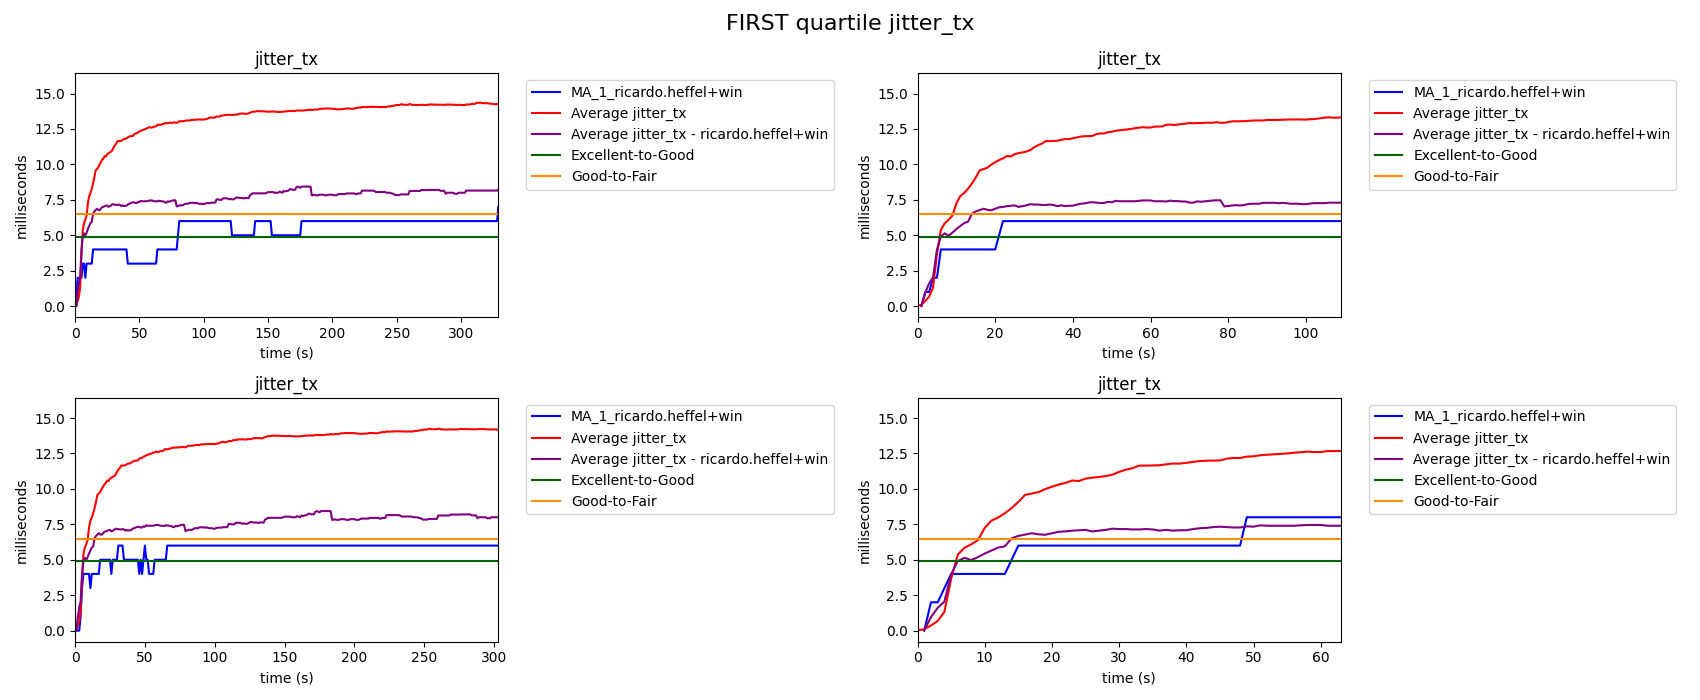 FIRST quartile jitter_tx
jitter_tx
15.0
12.5
10.0
7.5
5.0
2.5
0.0
milliseconds
0 50 100 150 200 250 300
time (s)
MA_1_ricardo.heffel+win
Average jitter_tx
Average jitter_tx - ricardo.heffel+win
Excellent-to-Good
Good-to-Fair
jitter_tx
15.0
12.5
10.0
7.5
5.0
2.5
0.0
milliseconds
0 20 40 60 80 100
time (s)
MA_1_ricardo.heffel+win
Average jitter_tx
Average jitter_tx - ricardo.heffel+win
Excellent-to-Good
Good-to-Fair
jitter_tx
15.0
12.5
10.0
7.5
5.0
2.5
0.0
milliseconds
0 50 100 150 200 250 300
time (s)
MA_1_ricardo.heffel+win
Average jitter_tx
Average jitter_tx - ricardo.heffel+win
Excellent-to-Good
Good-to-Fair
jitter_tx
15.0
12.5
10.0
7.5
5.0
2.5
0.0
milliseconds
0 10 20 30 40 50 60
time (s)
MA_1_ricardo.heffel+win
Average jitter_tx
Average jitter_tx - ricardo.heffel+win
Excellent-to-Good
Good-to-Fair